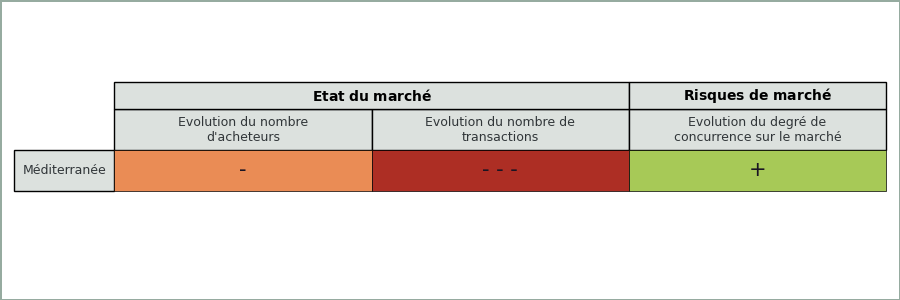 Etat du marché
Risques de marché
Evolution du nombre
d'acheteurs
Evolution du nombre de
transactions
Evolution du degré de
concurrence sur le marché
Méditerranée
-
- - -
+